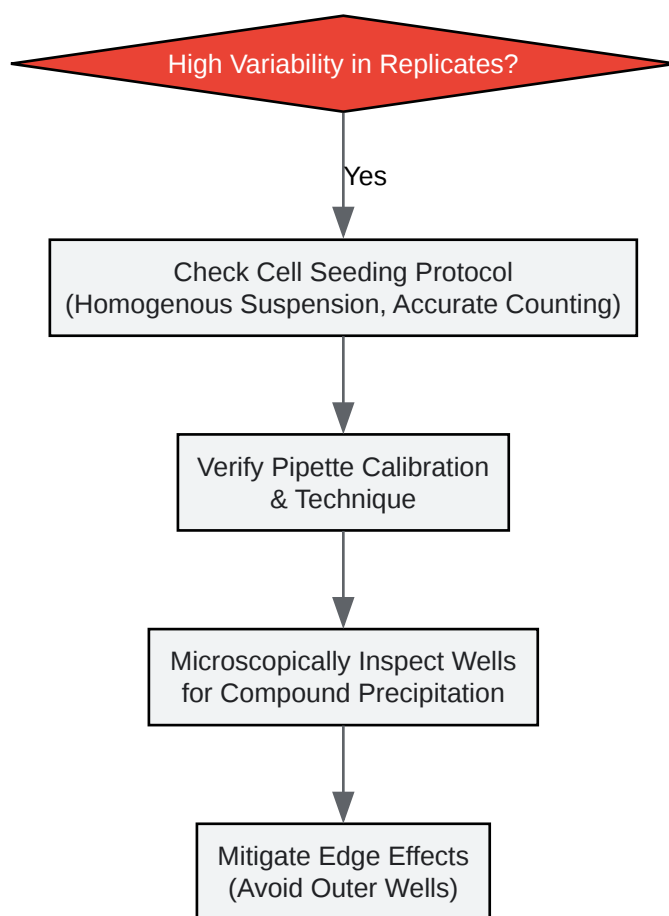 High Variability in Replicates?
Yes
Check Cell Seeding Protocol
(Homogenous Suspension, Accurate Counting)
Verify Pipette Calibration
& Technique
Microscopically Inspect Wells
for Compound Precipitation
Mitigate Edge Effects
(Avoid Outer Wells)